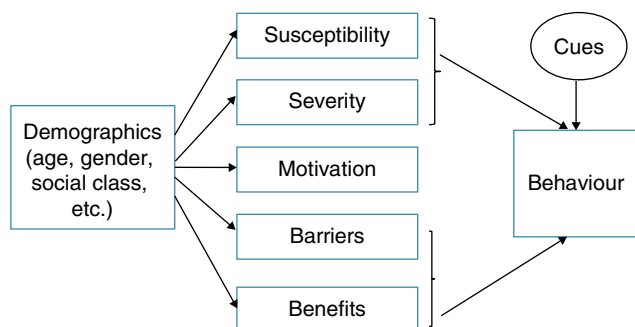 Susceptibility
Cues
Severity
Demographics
(age, gender,
social class,
etc.)
Motivation
Behaviour
Barriers
Benefits